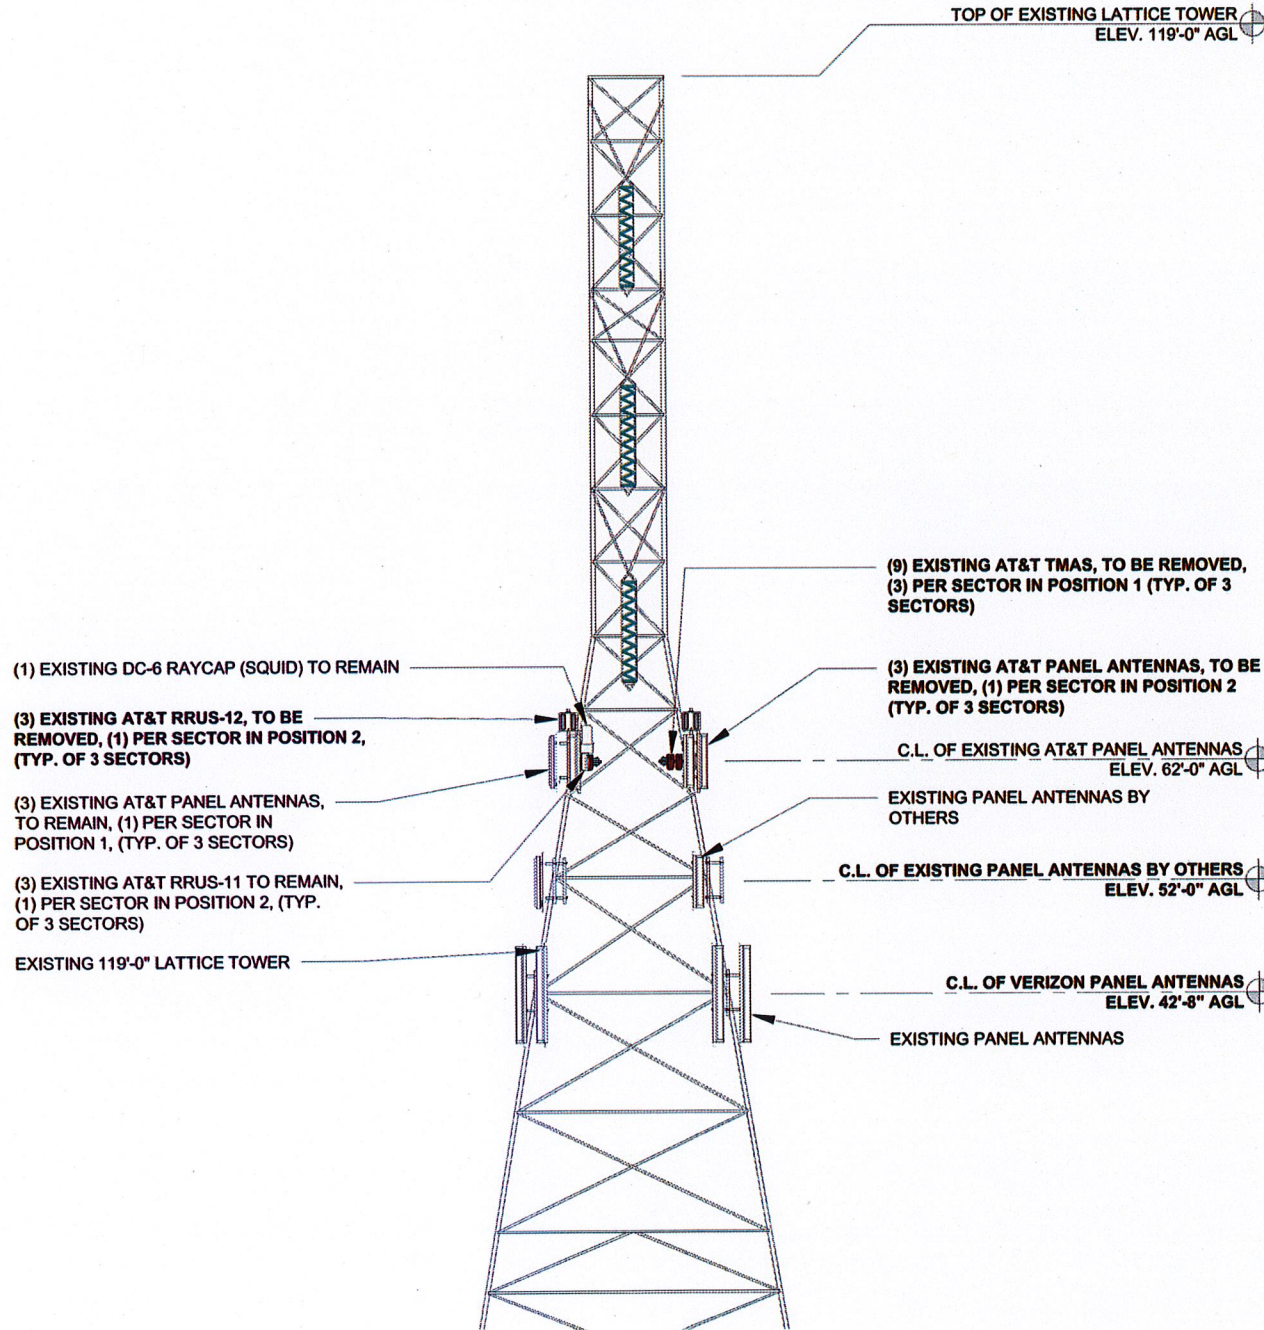 TOP OF EXISTING LATTICE TOWER
ELEV. 119'-0" AGL
(9) EXISTING AT&T TMAS, TO BE REMOVED,
(3) PER SECTOR IN POSITION 1 (TYP. OF 3
SECTORS)
(1) EXISTING DC-6 RAYCAP (SQUID) TO REMAIN
(3) EXISTING AT&T PANEL ANTENNAS, TO BE
REMOVED, (1) PER SECTOR IN POSITION 2
(TYP. OF 3 SECTORS)
(3) EXISTING AT&T RRUS-12, TO BE
REMOVED, (1) PER SECTOR IN POSITION 2,
(TYP. OF 3 SECTORS)
C.L. OF EXISTING AT&T PANEL ANTENNAS
ELEV. 62'-0" AGL
(3) EXISTING AT&T PANEL ANTENNAS,
TO REMAIN, (1) PER SECTOR IN
POSITION 1, (TYP. OF 3 SECTORS)
EXISTING PANEL ANTENNAS BY
OTHERS
C.L. OF EXISTING PANEL ANTENNAS BY OTHERS
ELEV. 52'-0" AGL
(3) EXISTING AT&T RRUS-11 TO REMAIN,
(1) PER SECTOR IN POSITION 2, (TYP.
OF 3 SECTORS)
EXISTING 119'-0" LATTICE TOWER
C.L. OF VERIZON PANEL ANTENNAS
ELEV. 42'-8" AGL
EXISTING PANEL ANTENNAS